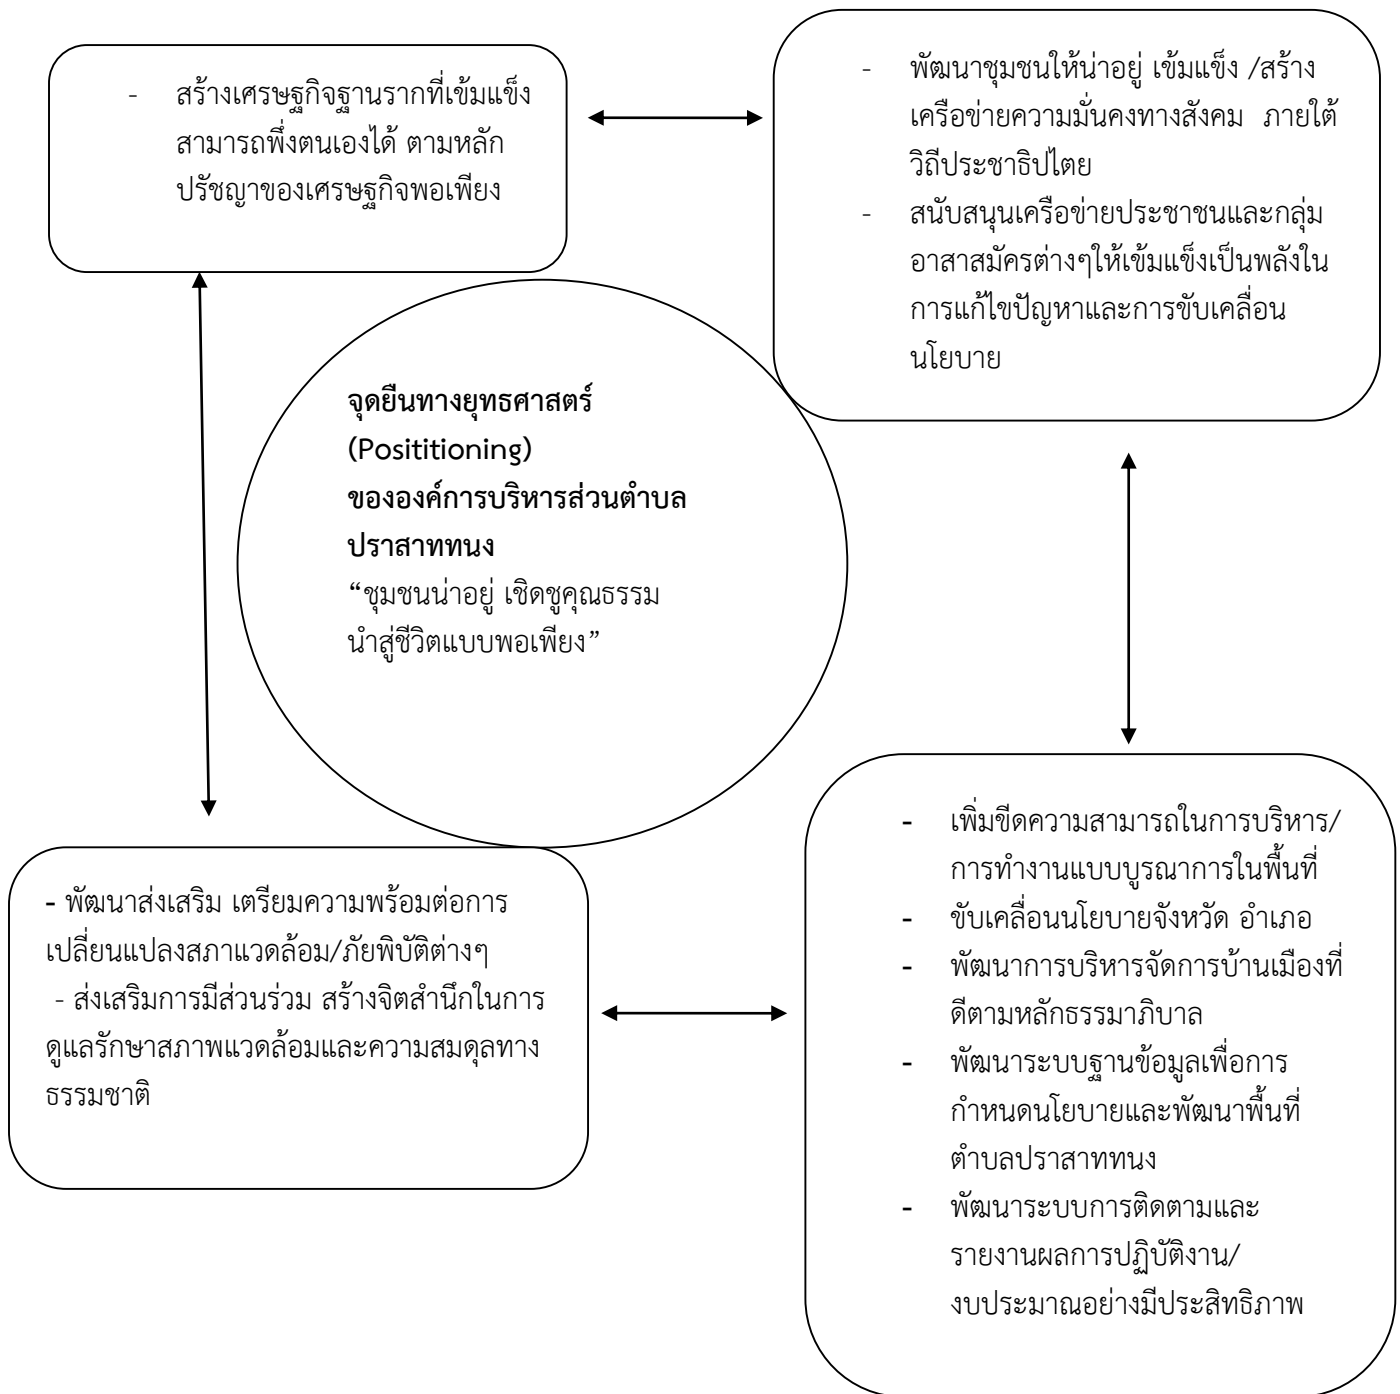 - สร้างเศรษฐกิจฐานรากที่เข้มแข็ง
สามารถพึ่งตนเองได้ ตามหลัก
ปรัชญาของเศรษฐกิจพอเพียง
- พัฒนาชุมชนให้น่าอยู่ เข้มแข็ง /สร้าง
เครือข่ายความมั่นคงทางสังคม ภายใต้
วิถีประชาธิปไตย
- สนับสนุนเครือข่ายประชาชนและกลุ่ม
อาสาสมัครต่างๆให้เข้มแข็งเป็นพลังใน
การแก้ไขปัญหาและการขับเคลื่อน
นโยบาย
จุดยืนทางยุทธศาสตร์
(Posititioning)
ขององค์การบริหารส่วนตำบล
ปราสาททนง
“ชุมชนน่าอยู่ เชิดชูคุณธรรม
นำสู่ชีวิตแบบพอเพียง”
- พัฒนาส่งเสริม เตรียมความพร้อมต่อการ
เปลี่ยนแปลงสภาแวดล้อม/ภัยพิบัติต่างๆ
- ส่งเสริมการมีส่วนร่วม สร้างจิตสำนึกในการ
ดูแลรักษาสภาพแวดล้อมและความสมดุลทาง
ธรรมชาติ
- เพิ่มขีดความสามารถในการบริหาร/
การทำงานแบบบูรณาการในพื้นที่
- ขับเคลื่อนนโยบายจังหวัด อำเภอ
- พัฒนาการบริหารจัดการบ้านเมืองที่
ดีตามหลักธรรมาภิบาล
- พัฒนาระบบฐานข้อมูลเพื่อการ
กำหนดนโยบายและพัฒนาพื้นที่
ตำบลปราสาททนง
- พัฒนาระบบการติดตามและ
รายงานผลการปฏิบัติงาน/
งบประมาณอย่างมีประสิทธิภาพ